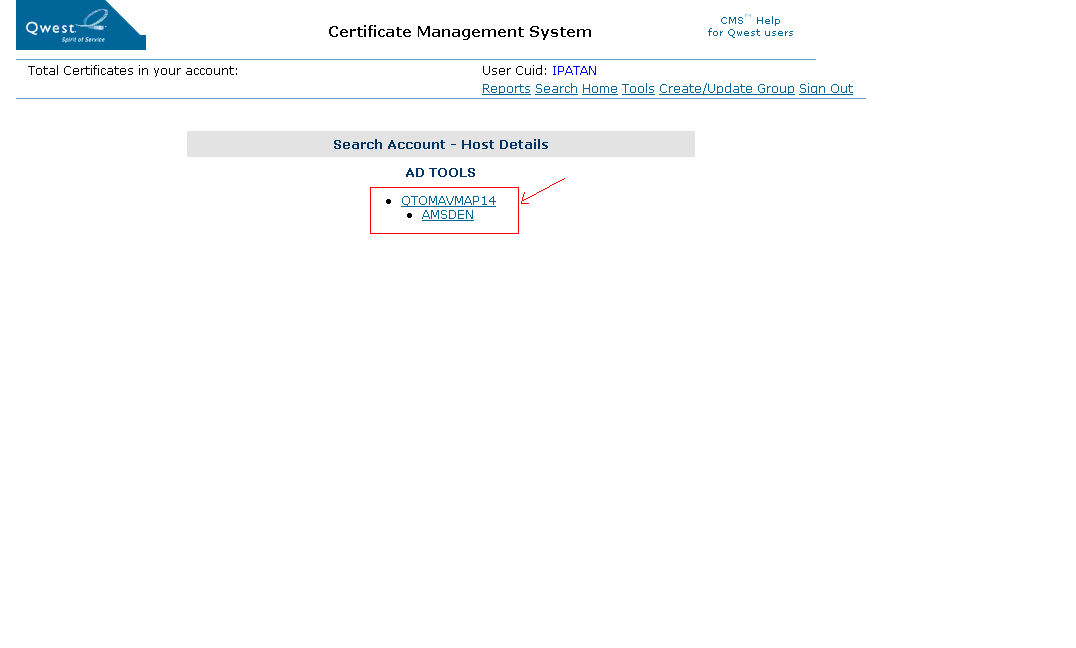 Qwest
Spirit of Service
Certificate Management System
CMS™ Help
for Qwest users
Total Certificates in your account:
User Cuid: IPATAN
Reports Search Home Tools Create/Update Group Sign Out
Search Account - Host Details
AD TOOLS
QTOMAVMAP14
AMSDEN